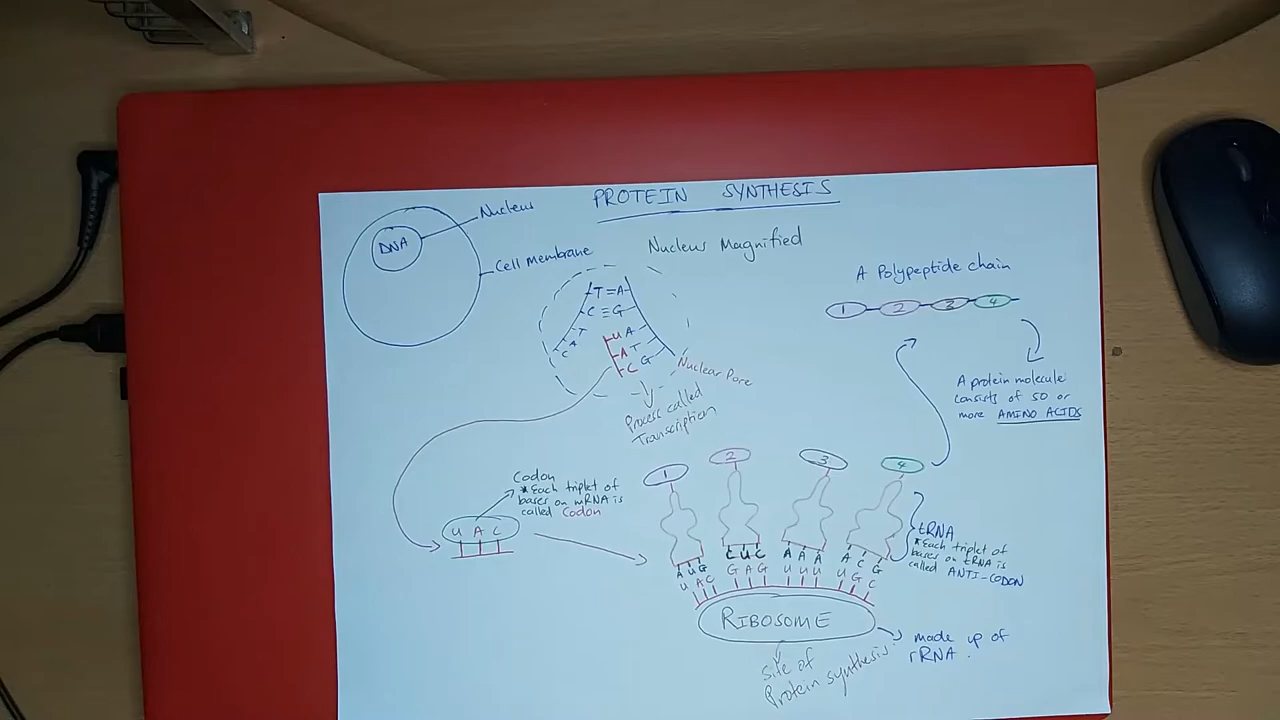 PROTEIN SYNTHESIS
Nucleus
DNA
Cell membrane
Nucleus Magnified
T=A
C≡G
T
A
C
U A
A T
C G
Nuclear Pore
Process called
Transcription
A Polypeptide chain
1 2 3 4
A protein molecule
consists of 50 or
more AMINO ACIDS
Codon
*Each triplet of
bases on mRNA is
called Codon
U A C
1 2 3 4
tRNA
*Each triplet of
bases on tRNA is
called ANTI-CODON
A U G C U C A A A A C G
U A C G A G U U U U G C
RIBOSOME
made up of
rRNA.
site of
Protein synthesis.